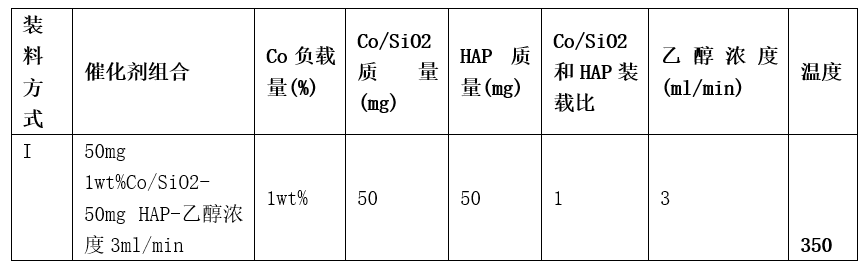 装
料
方
式
催化剂组合
Co 负载
量(%)
Co/SiO2
质 量
(mg)
HAP 质
量(mg)
Co/SiO2
和 HAP 装
载比
乙醇浓度
(ml/min)
温度
I
50mg
1wt%Co/SiO2-
50mg HAP-乙醇浓
度 3ml/min
1wt%
50
50
1
3
350